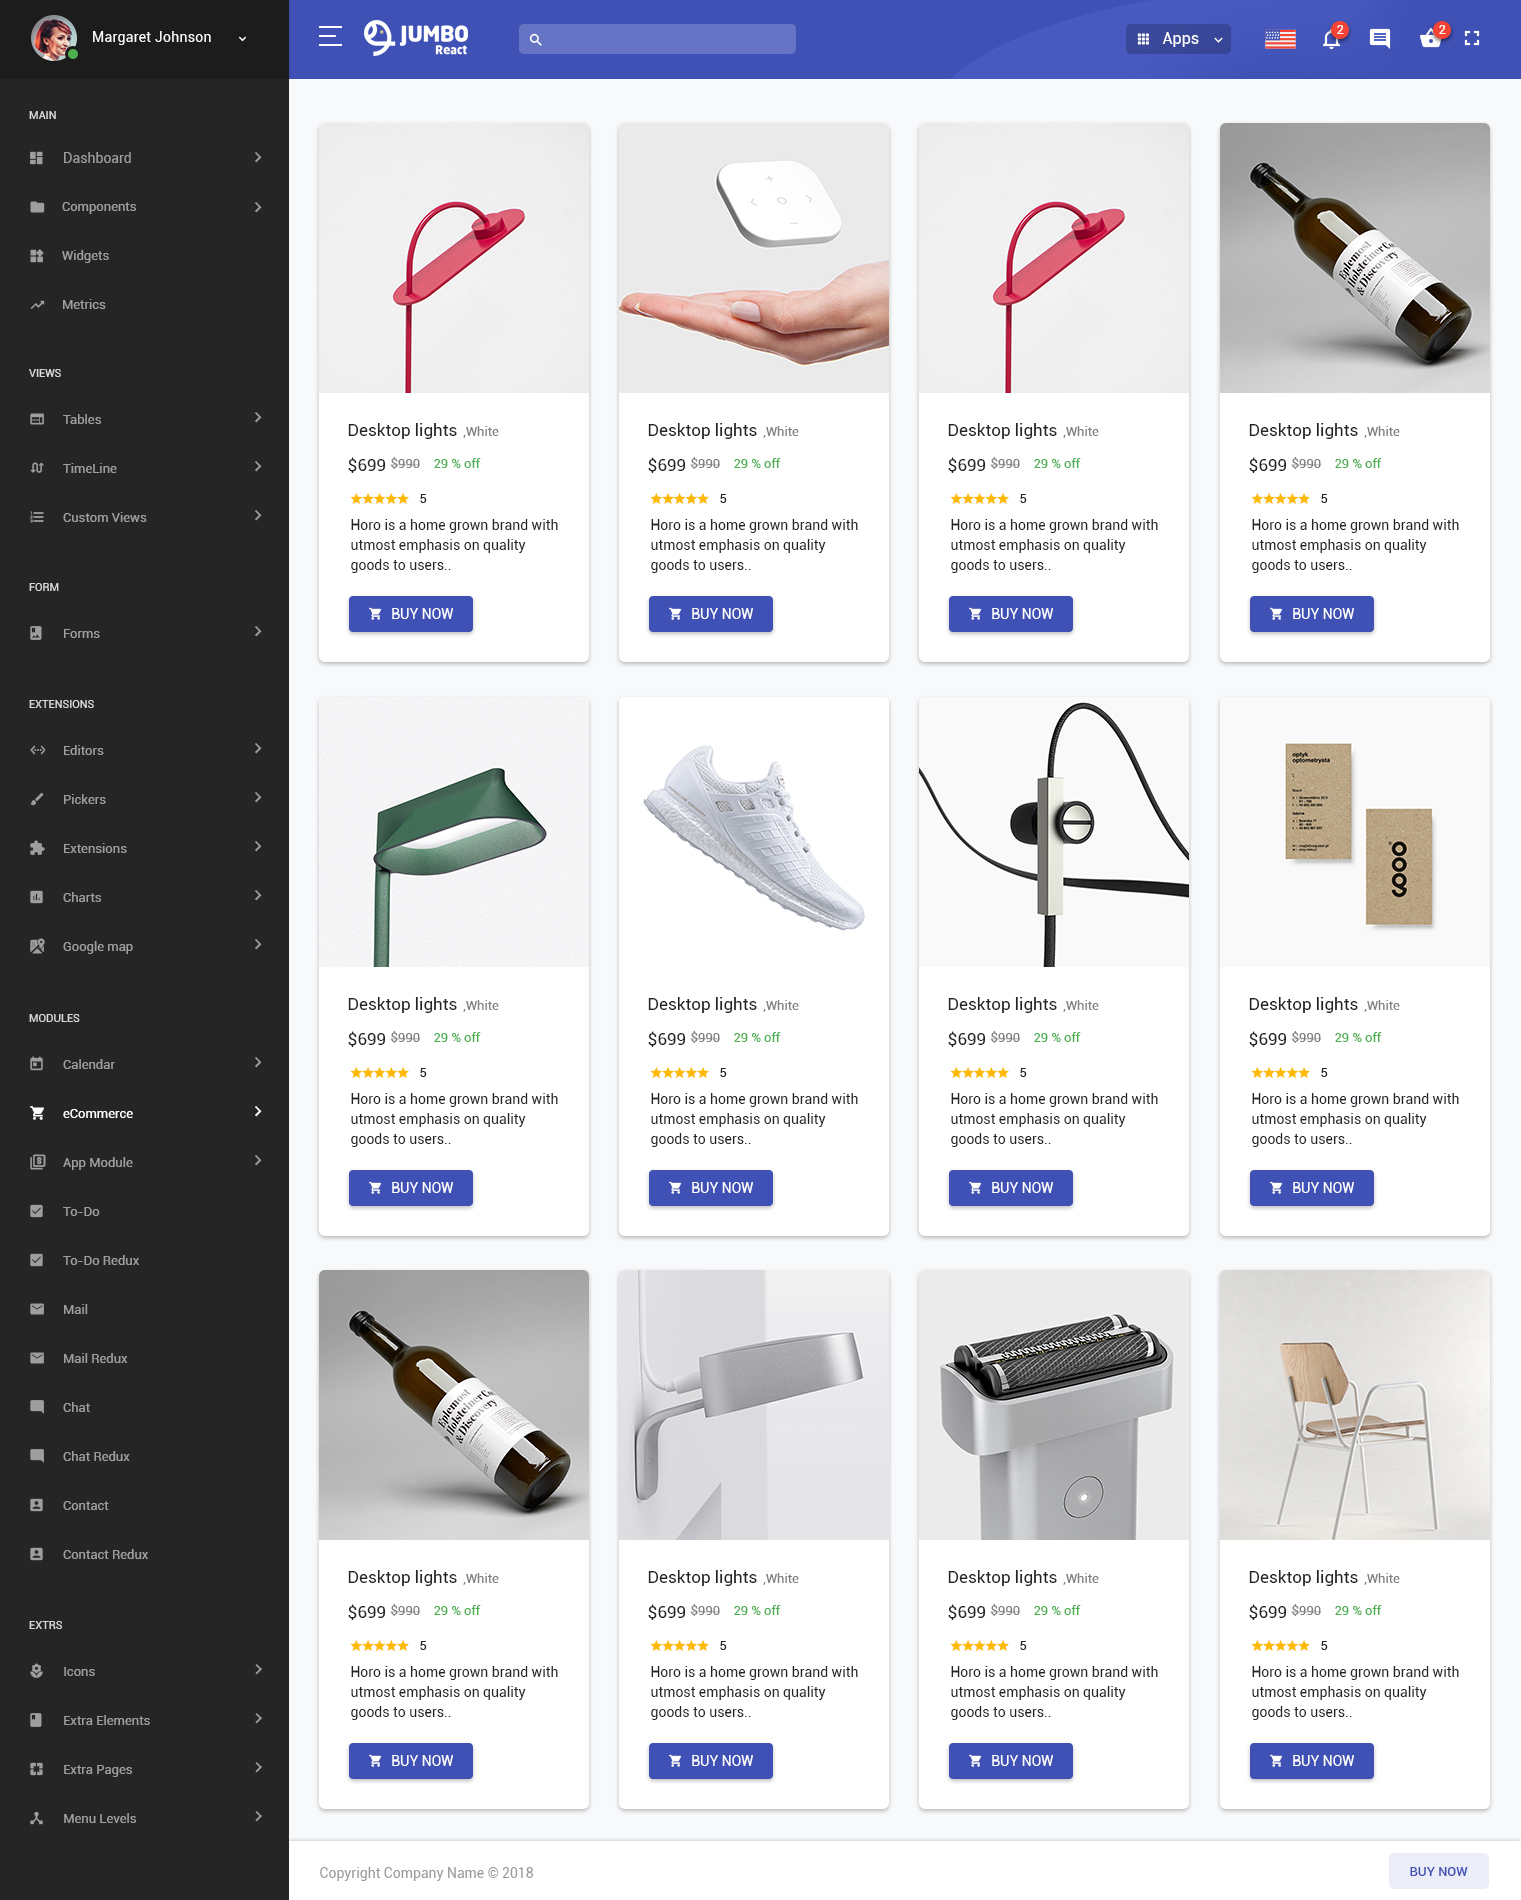 Margaret Johnson
JUMBO
React
Apps
2
2
MAIN
Dashboard
Components
Widgets
Metrics
VIEWS
Tables
TimeLine
Custom Views
FORM
Forms
EXTENSIONS
Editors
Pickers
Extensions
Charts
Google map
MODULES
Calendar
eCommerce
App Module
To-Do
To-Do Redux
Mail
Mail Redux
Chat
Chat Redux
Contact
Contact Redux
EXTRS
Icons
Extra Elements
Extra Pages
Menu Levels
Desktop lights ,White
$699 $990 29 % off
5
Horo is a home grown brand with
utmost emphasis on quality
goods to users..
BUY NOW
Desktop lights ,White
$699 $990 29 % off
5
Horo is a home grown brand with
utmost emphasis on quality
goods to users..
BUY NOW
Desktop lights ,White
$699 $990 29 % off
5
Horo is a home grown brand with
utmost emphasis on quality
goods to users..
BUY NOW
Eplemost
Holsteiner Co.
& Discovery
Desktop lights ,White
$699 $990 29 % off
5
Horo is a home grown brand with
utmost emphasis on quality
goods to users..
BUY NOW
Desktop lights ,White
$699 $990 29 % off
5
Horo is a home grown brand with
utmost emphasis on quality
goods to users..
BUY NOW
Desktop lights ,White
$699 $990 29 % off
5
Horo is a home grown brand with
utmost emphasis on quality
goods to users..
BUY NOW
Desktop lights ,White
$699 $990 29 % off
5
Horo is a home grown brand with
utmost emphasis on quality
goods to users..
BUY NOW
optyk
optometrysta
Desktop lights ,White
$699 $990 29 % off
5
Horo is a home grown brand with
utmost emphasis on quality
goods to users..
BUY NOW
Eplemost
Holsteiner Co.
& Discovery
Desktop lights ,White
$699 $990 29 % off
5
Horo is a home grown brand with
utmost emphasis on quality
goods to users..
BUY NOW
Desktop lights ,White
$699 $990 29 % off
5
Horo is a home grown brand with
utmost emphasis on quality
goods to users..
BUY NOW
Desktop lights ,White
$699 $990 29 % off
5
Horo is a home grown brand with
utmost emphasis on quality
goods to users..
BUY NOW
Desktop lights ,White
$699 $990 29 % off
5
Horo is a home grown brand with
utmost emphasis on quality
goods to users..
BUY NOW
Copyright Company Name © 2018
BUY NOW